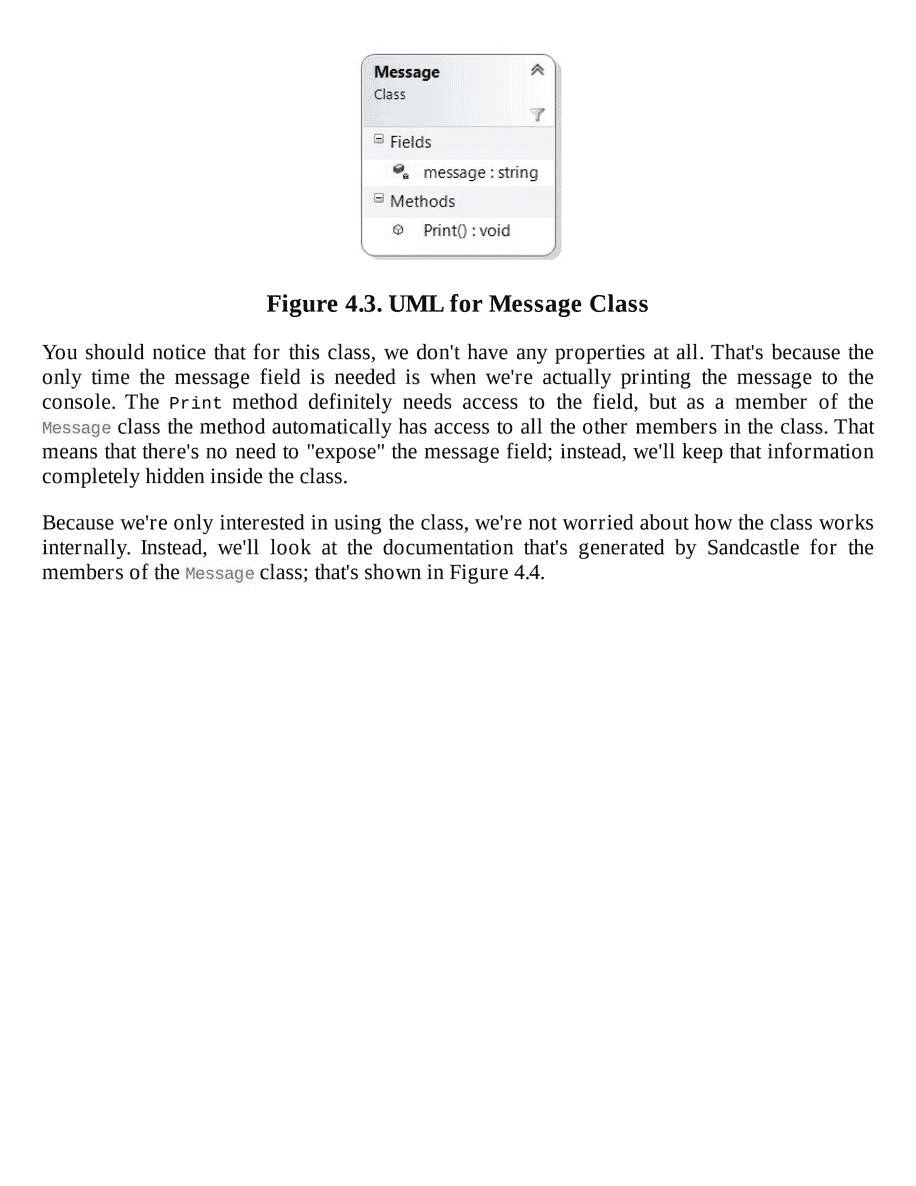 Message
Class
Fields
message : string
Methods
Print() : void
Figure 4.3. UML for Message Class
You should notice that for this class, we don't have any properties at all. That's because the
only time the message field is needed is when we're actually printing the message to the
console. The Print method definitely needs access to the field, but as a member of the
Message class the method automatically has access to all the other members in the class. That
means that there's no need to "expose" the message field; instead, we'll keep that information
completely hidden inside the class.
Because we're only interested in using the class, we're not worried about how the class works
internally. Instead, we'll look at the documentation that's generated by Sandcastle for the
members of the Message class; that's shown in Figure 4.4.